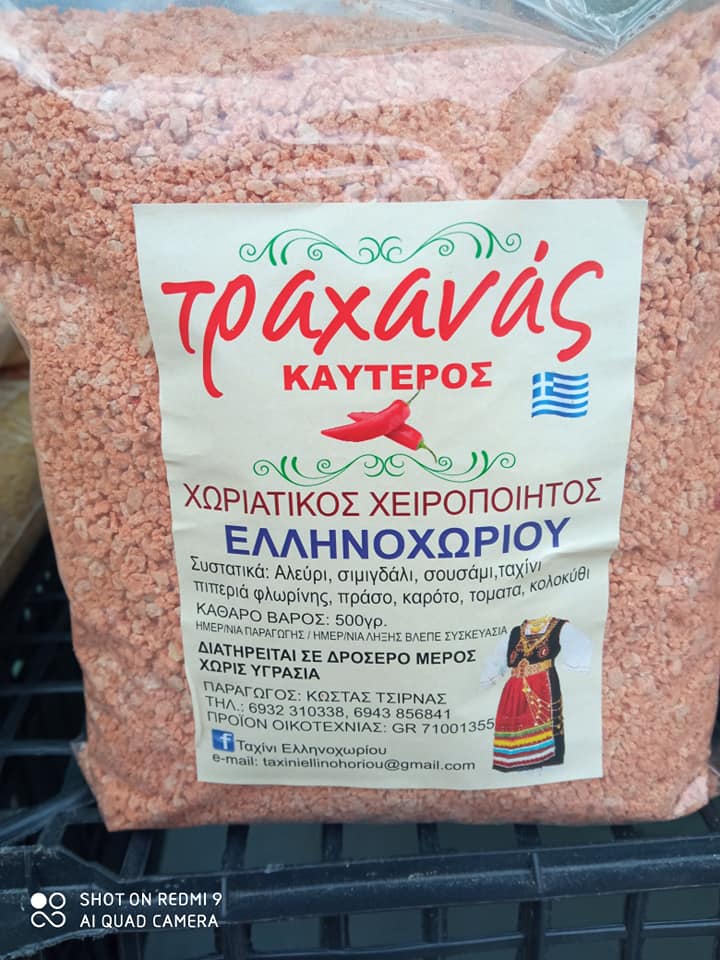 τραχανάς
ΚΑΥΤΕΡΟΣ
ΧΩΡΙΑΤΙΚΟΣ ΧΕΙΡΟΠΟΙΗΤΟΣ
ΕΛΛΗΝΟΧΩΡΙΟΥ
Συστατικά: Αλεύρι, σιμιγδάλι, σουσάμι,ταχίνι
πιπεριά φλωρίνης, πράσο, καρότο, τοματα, κολοκύθι
ΚΑΘΑΡΟ ΒΑΡΟΣ: 500γρ.
ΗΜΕΡ/ΝΙΑ ΠΑΡΑΓΩΓΗΣ / ΗΜΕΡ/ΝΙΑ ΛΗΞΗΣ ΒΛΕΠΕ ΣΥΣΚΕΥΑΣΙΑ
ΔΙΑΤΗΡΕΙΤΑΙ ΣΕ ΔΡΟΣΕΡΟ ΜΕΡΟΣ
ΧΩΡΙΣ ΥΓΡΑΣΙΑ
ΠΑΡΑΓΩΓΟΣ: ΚΩΣΤΑΣ ΤΣΙΡΝΑΣ
ΤΗΛ.: 6932 310338, 6943 856841
ΠΡΟΪΟΝ ΟΙΚΟΤΕΧΝΙΑΣ: GR 71001355
f Ταχίνι Ελληνοχωρίου
e-mail: taxiniellinohoriou@gmail.com
SHOT ON REDMI 9
AI QUAD CAMERA